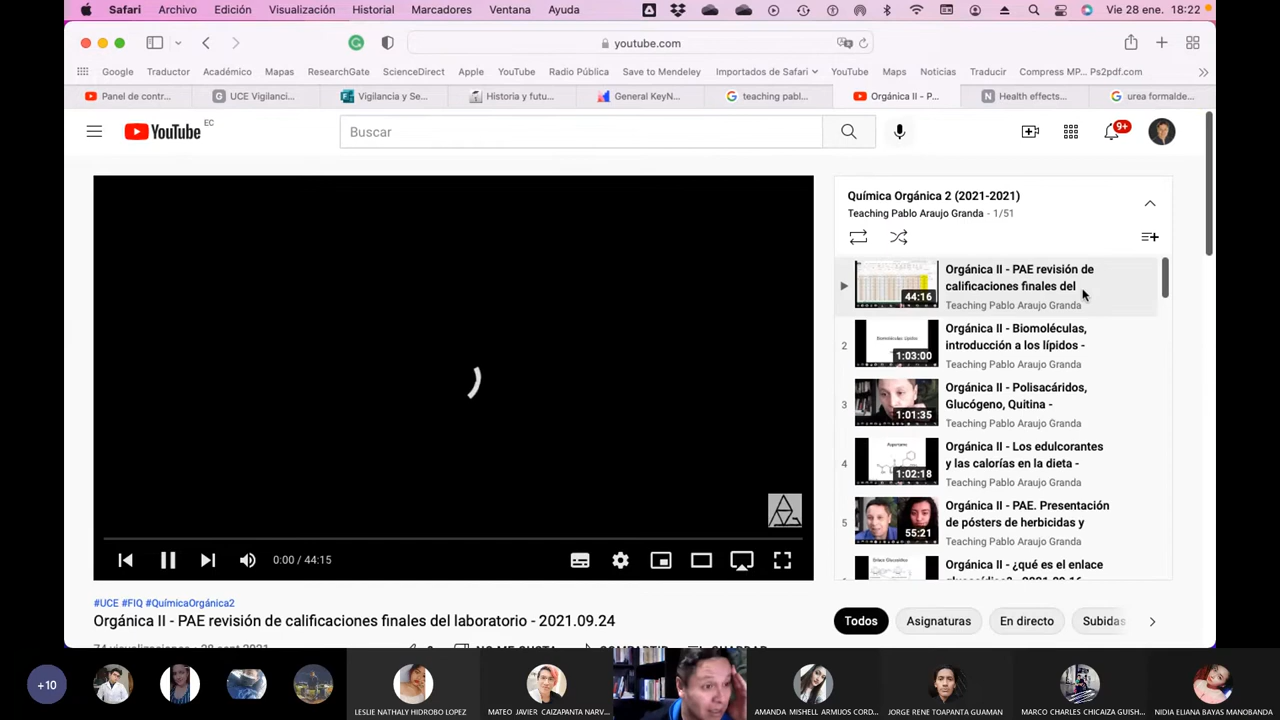 Safari Archivo Edición Visualización Historial Marcadores Ventana Ayuda Vie 28 ene. 18:22
youtube.com
Google Traductor Académico Mapas ResearchGate ScienceDirect Apple YouTube Radio Pública Save to Mendeley Importados de Safari YouTube Maps Noticias Traducir Compress MP... Ps2pdf.com
Panel de contr... UCE Vigilanci... Vigilancia y Se... Historia y futu... General KeyN... teaching pabl... Orgánica II - P... Health effects... urea formalde...
YouTube EC
Buscar
9+
Química Orgánica 2 (2021-2021)
Teaching Pablo Araujo Granda - 1/51
Orgánica II - PAE revisión de
calificaciones finales del
44:16
Teaching Pablo Araujo Granda
2
Orgánica II - Biomoléculas,
introducción a los lípidos -
1:03:00
Teaching Pablo Araujo Granda
3
Orgánica II - Polisacáridos,
Glucógeno, Quitina -
1:01:35
Teaching Pablo Araujo Granda
4
Orgánica II - Los edulcorantes
y las calorías en la dieta -
1:02:18
Teaching Pablo Araujo Granda
5
Orgánica II - PAE. Presentación
de pósters de herbicidas y
55:21
Teaching Pablo Araujo Granda
Orgánica II - ¿qué es el enlace
0:00 / 44:15
#UCE #FIQ #QuímicaOrgánica2
Orgánica II - PAE revisión de calificaciones finales del laboratorio - 2021.09.24
Todos Asignaturas En directo Subidas
+10
LESLIE NATHALY HIDROBO LOPEZ
MATEO JAVIER CAIZAPANTA NARV...
AMANDA MISHELL ARMIJOS CORD...
JORGE RENE TOAPANTA GUAMAN
MARCO CHARLES CHICAIZA GUISH...
NIDIA ELIANA BAYAS MANOBANDA